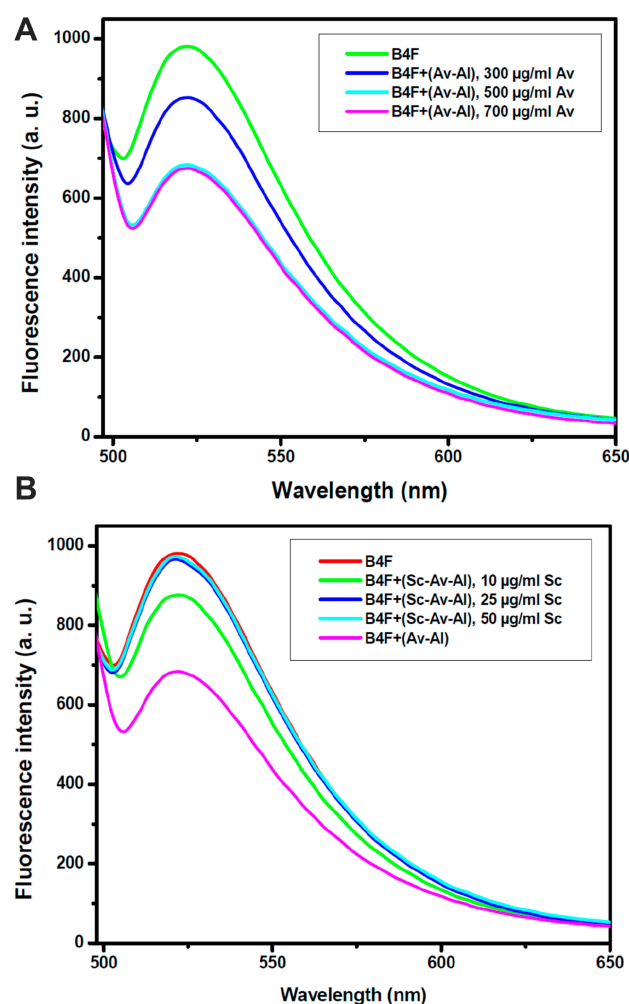 A
1000
800
600
400
200
0
Fluorescence intensity (a. u.)
B4F
B4F+(Av-Al), 300 µg/ml Av
B4F+(Av-Al), 500 µg/ml Av
B4F+(Av-Al), 700 µg/ml Av
500 550 600 650
Wavelength (nm)
B
1000
800
600
400
200
0
Fluorescence intensity (a. u.)
B4F
B4F+(Sc-Av-Al), 10 µg/ml Sc
B4F+(Sc-Av-Al), 25 µg/ml Sc
B4F+(Sc-Av-Al), 50 µg/ml Sc
B4F+(Av-Al)
500 550 600 650
Wavelength (nm)